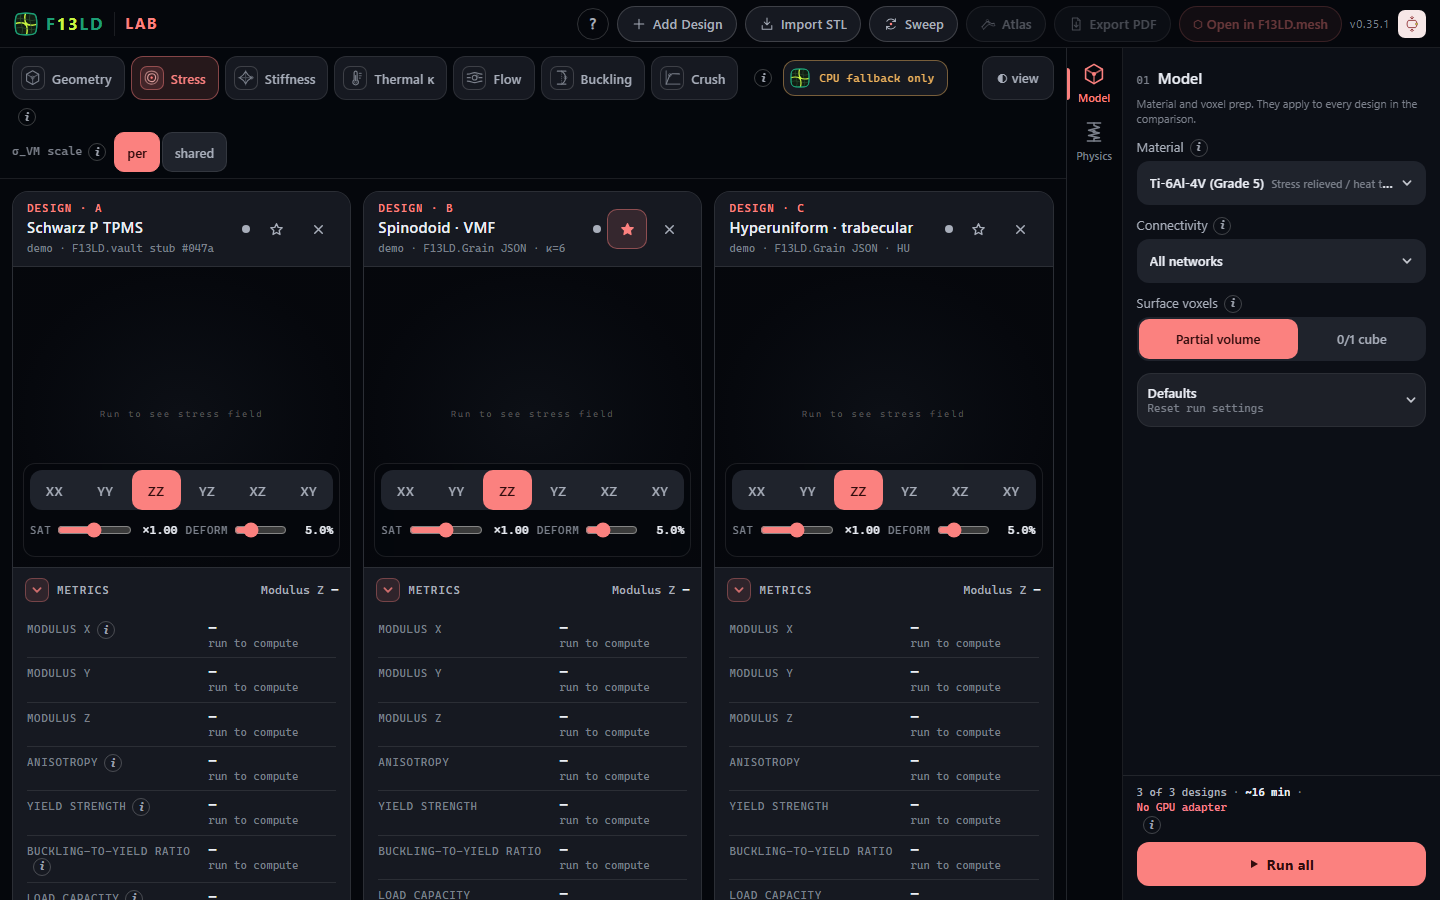 F13LD LAB
? Add Design Import STL Sweep Atlas Export PDF Open in F13LD.mesh v0.35.1
Geometry Stress Stiffness Thermal κ Flow Buckling Crush i CPU fallback only view
i
σ_VM scale i per shared
DESIGN · A
Schwarz P TPMS
demo · F13LD.vault stub #047a
Run to see stress field
XX YY ZZ YZ XZ XY
SAT ×1.00 DEFORM 5.0%
METRICS Modulus Z —
MODULUS X i —
run to compute
MODULUS Y —
run to compute
MODULUS Z —
run to compute
ANISOTROPY i —
run to compute
YIELD STRENGTH i —
run to compute
BUCKLING-TO-YIELD RATIO —
i run to compute
LOAD CAPACITY i —
DESIGN · B
Spinodoid · VMF
demo · F13LD.Grain JSON · κ=6
Run to see stress field
XX YY ZZ YZ XZ XY
SAT ×1.00 DEFORM 5.0%
METRICS Modulus Z —
MODULUS X —
run to compute
MODULUS Y —
run to compute
MODULUS Z —
run to compute
ANISOTROPY —
run to compute
YIELD STRENGTH —
run to compute
BUCKLING-TO-YIELD RATIO —
run to compute
LOAD CAPACITY —
DESIGN · C
Hyperuniform · trabecular
demo · F13LD.Grain JSON · HU
Run to see stress field
XX YY ZZ YZ XZ XY
SAT ×1.00 DEFORM 5.0%
METRICS Modulus Z —
MODULUS X —
run to compute
MODULUS Y —
run to compute
MODULUS Z —
run to compute
ANISOTROPY —
run to compute
YIELD STRENGTH —
run to compute
BUCKLING-TO-YIELD RATIO —
run to compute
LOAD CAPACITY —
Model
Physics
01 Model
Material and voxel prep. They apply to every design in the
comparison.
Material i
Ti-6Al-4V (Grade 5) Stress relieved / heat t...
Connectivity i
All networks
Surface voxels i
Partial volume 0/1 cube
Defaults
Reset run settings
3 of 3 designs · ~16 min ·
No GPU adapter
i
Run all